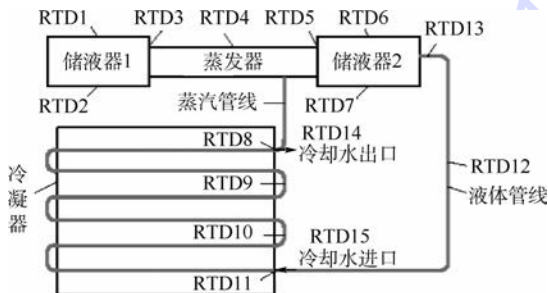 RTD1
RTD3
RTD4
RTD5
RTD6
RTD13
储液器1
蒸发器
储液器2
RTD2
蒸汽管线
RTD7
RTD8
RTD14
冷却水出口
冷凝器
RTD9
RTD12
液体管线
RTD10
RTD15
冷却水进口
RTD11